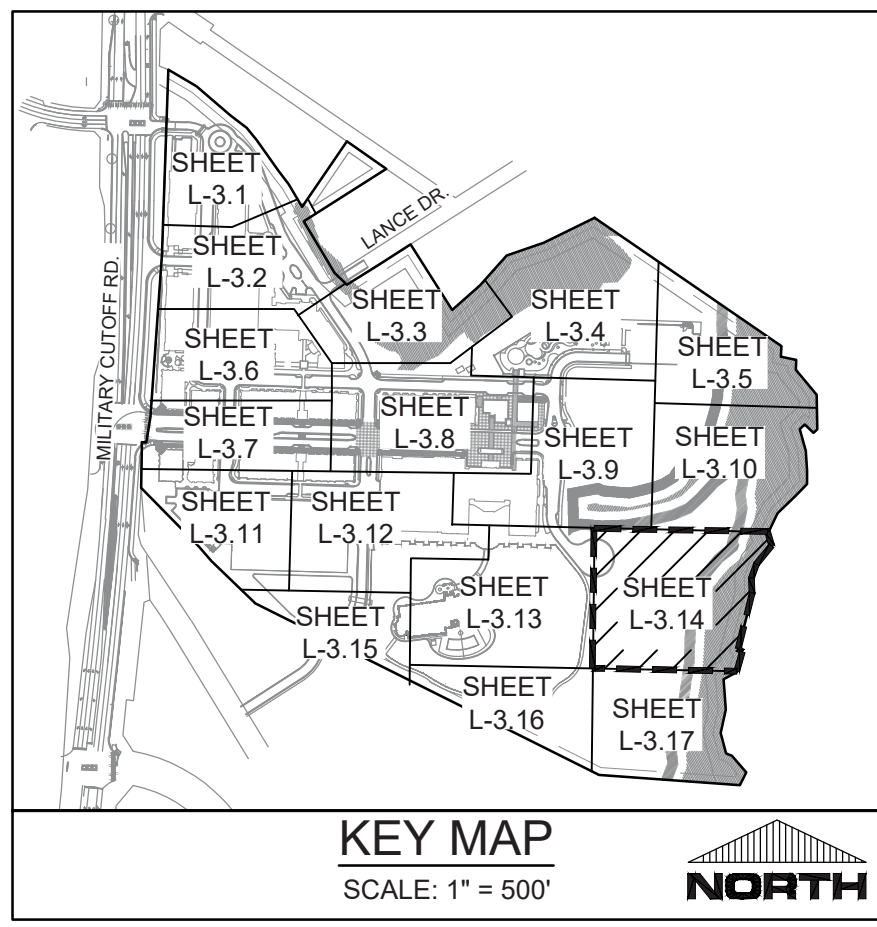 SHEET
L-3.1
LANCE DR.
SHEET
L-3.2
MILITARY CUTOFF RD.
SHEET
L-3.3
SHEET
L-3.4
SHEET
L-3.5
SHEET
L-3.6
SHEET
L-3.7
SHEET
L-3.8
SHEET
L-3.9
SHEET
L-3.10
SHEET
L-3.11
SHEET
L-3.12
SHEET
L-3.13
SHEET
L-3.14
SHEET
L-3.15
SHEET
L-3.16
SHEET
L-3.17
KEY MAP
SCALE: 1" = 500'
NORTH